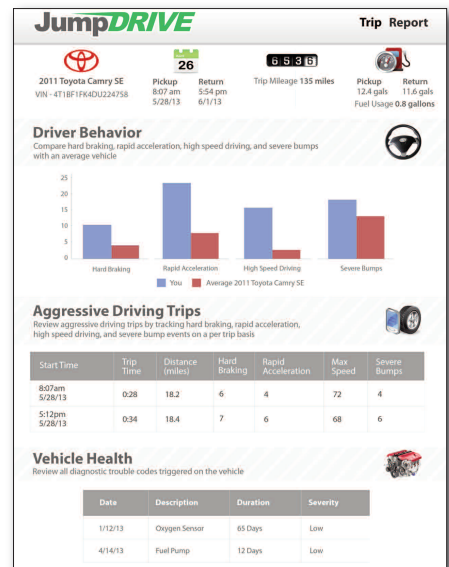 JumpDRIVE
Trip Report
26
6536
2011 Toyota Camry SE
VIN - 4T1BF1FK4DU224758
Pickup Return
8:07 am 5:54 pm
5/28/13 6/1/13
Trip Mileage 135 miles
Pickup Return
12.4 gals 11.6 gals
Fuel Usage 0.8 gallons
Driver Behavior
Compare hard braking, rapid acceleration, high speed driving, and severe bumps
with an average vehicle
25
20
15
10
5
0
Hard Braking Rapid Acceleration High Speed Driving Severe Bumps
You Average 2011 Toyota Camry SE
Aggressive Driving Trips
Review aggressive driving trips by tracking hard braking, rapid acceleration,
high speed driving, and severe bump events on a per trip basis
Start Time Trip Time Distance (miles) Hard Braking Rapid Acceleration Max Speed Severe Bumps
8:07am
5/28/13 0:28 18.2 6 4 72 4
5:12pm
5/28/13 0:34 18.4 7 6 68 6
Vehicle Health
Review all diagnostic trouble codes triggered on the vehicle
Date Description Duration Severity
1/12/13 Oxygen Sensor 65 Days Low
4/14/13 Fuel Pump 12 Days Low